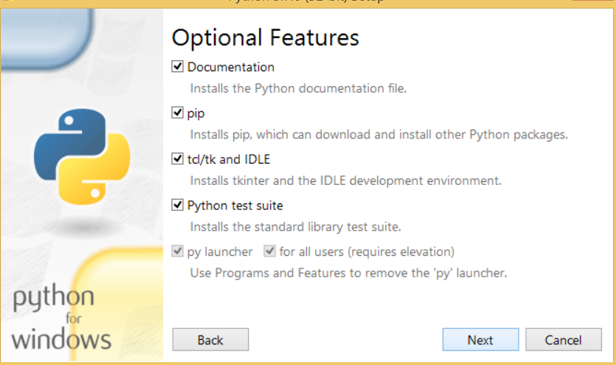 Optional Features
Documentation
Installs the Python documentation file.
pip
Installs pip, which can download and install other Python packages.
tcl/tk and IDLE
Installs tkinter and the IDLE development environment.
Python test suite
Installs the standard library test suite.
py launcher for all users (requires elevation)
Use Programs and Features to remove the 'py' launcher.
python
for
windows
Back Next Cancel